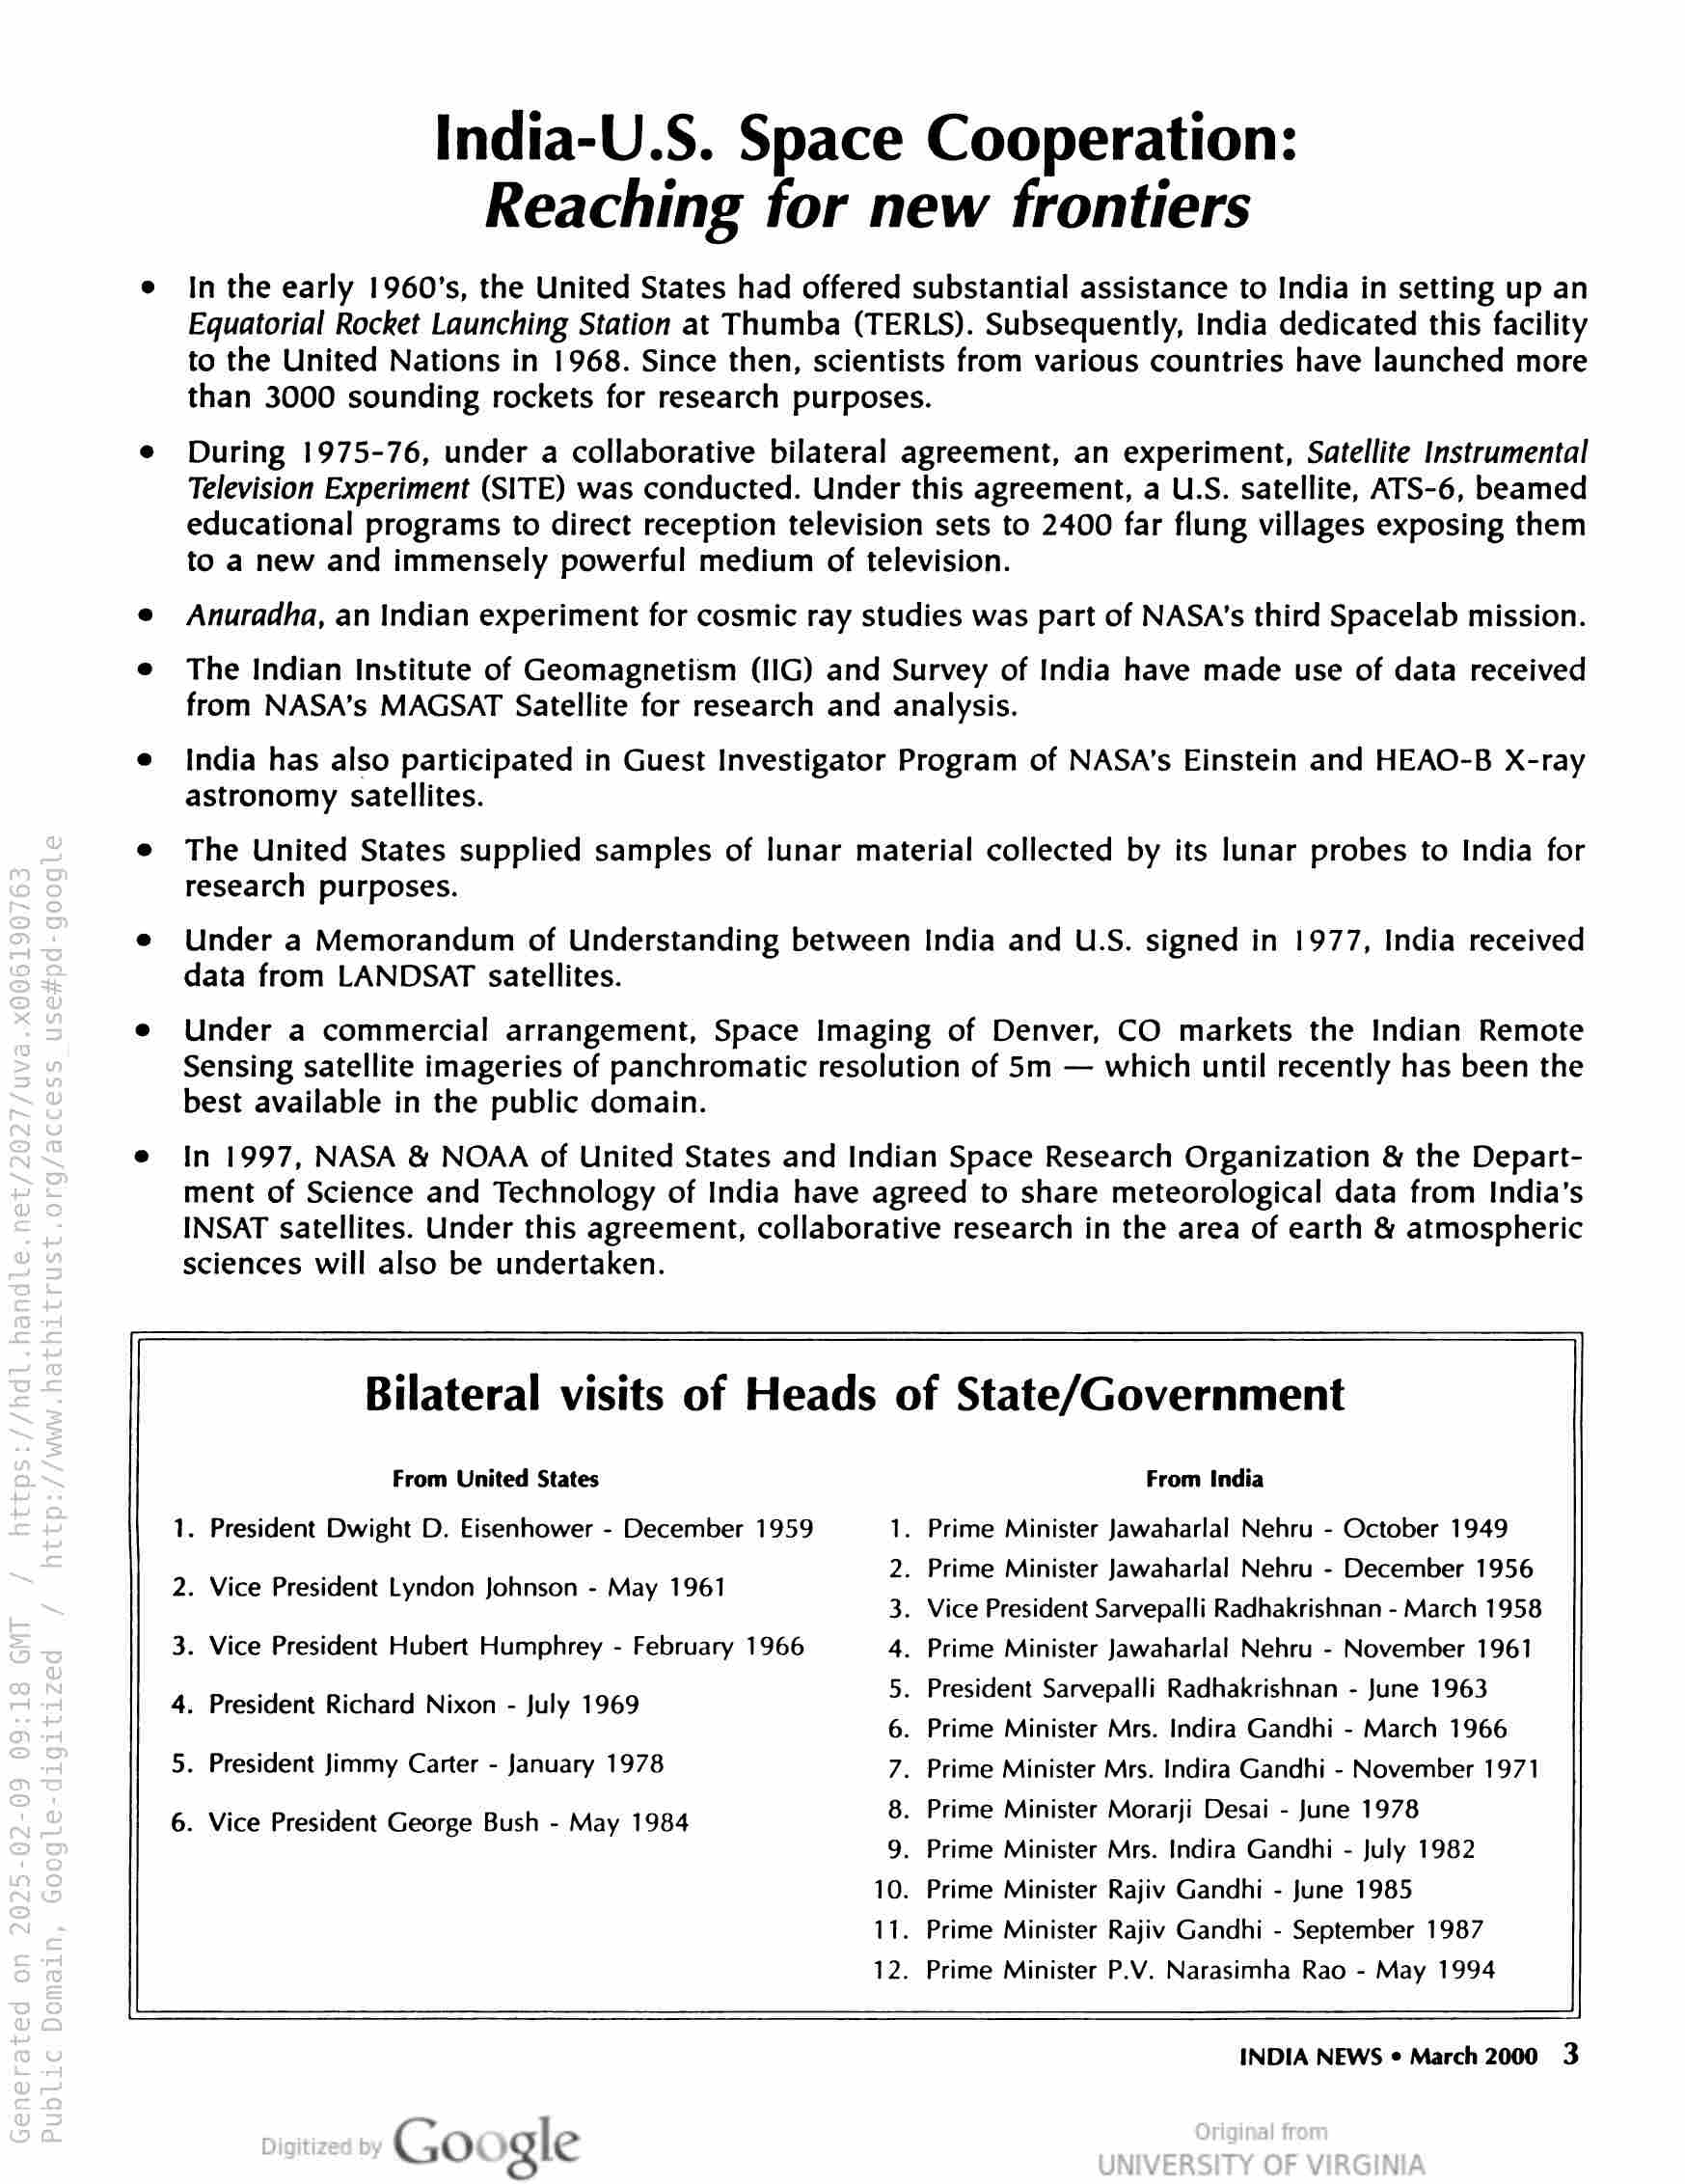 India-U.S. Space Cooperation:
Reaching for new frontiers
• In the early 1960's, the United States had offered substantial assistance to India in setting up an
Equatorial Rocket Launching Station at Thumba (TERLS). Subsequently, India dedicated this facility
to the United Nations in 1968. Since then, scientists from various countries have launched more
than 3000 sounding rockets for research purposes.
• During 1975-76, under a collaborative bilateral agreement, an experiment, Satellite Instrumental
Television Experiment (SITE) was conducted. Under this agreement, a U.S. satellite, ATS-6, beamed
educational programs to direct reception television sets to 2400 far flung villages exposing them
to a new and immensely powerful medium of television.
• Anuradha, an Indian experiment for cosmic ray studies was part of NASA's third Spacelab mission.
• The Indian Institute of Geomagnetism (IIG) and Survey of India have made use of data received
from NASA's MAGSAT Satellite for research and analysis.
• India has also participated in Guest Investigator Program of NASA's Einstein and HEAO-B X-ray
astronomy satellites.
• The United States supplied samples of lunar material collected by its lunar probes to India for
research purposes.
• Under a Memorandum of Understanding between India and U.S. signed in 1977, India received
data from LANDSAT satellites.
• Under a commercial arrangement, Space Imaging of Denver, CO markets the Indian Remote
Sensing satellite imageries of panchromatic resolution of 5m — which until recently has been the
best available in the public domain.
• In 1997, NASA & NOAA of United States and Indian Space Research Organization & the Depart-
ment of Science and Technology of India have agreed to share meteorological data from India's
INSAT satellites. Under this agreement, collaborative research in the area of earth & atmospheric
sciences will also be undertaken.
Bilateral visits of Heads of State/Government
From United States
1. President Dwight D. Eisenhower - December 1959
2. Vice President Lyndon Johnson - May 1961
3. Vice President Hubert Humphrey - February 1966
4. President Richard Nixon - July 1969
5. President Jimmy Carter - January 1978
6. Vice President George Bush - May 1984
From India
1. Prime Minister Jawaharlal Nehru - October 1949
2. Prime Minister Jawaharlal Nehru - December 1956
3. Vice President Sarvepalli Radhakrishnan - March 1958
4. Prime Minister Jawaharlal Nehru - November 1961
5. President Sarvepalli Radhakrishnan - June 1963
6. Prime Minister Mrs. Indira Gandhi - March 1966
7. Prime Minister Mrs. Indira Gandhi - November 1971
8. Prime Minister Morarji Desai - June 1978
9. Prime Minister Mrs. Indira Gandhi - July 1982
10. Prime Minister Rajiv Gandhi - June 1985
11. Prime Minister Rajiv Gandhi - September 1987
12. Prime Minister P.V. Narasimha Rao - May 1994
INDIA NEWS • March 2000 3
Generated on 2025-02-09 09:18 GMT / https://hdl.handle.net/2027/uva.x006190763
Public Domain, Google-digitized / http://www.hathitrust.org/access_use#pd-google
Digitized by Google
Original from
UNIVERSITY OF VIRGINIA